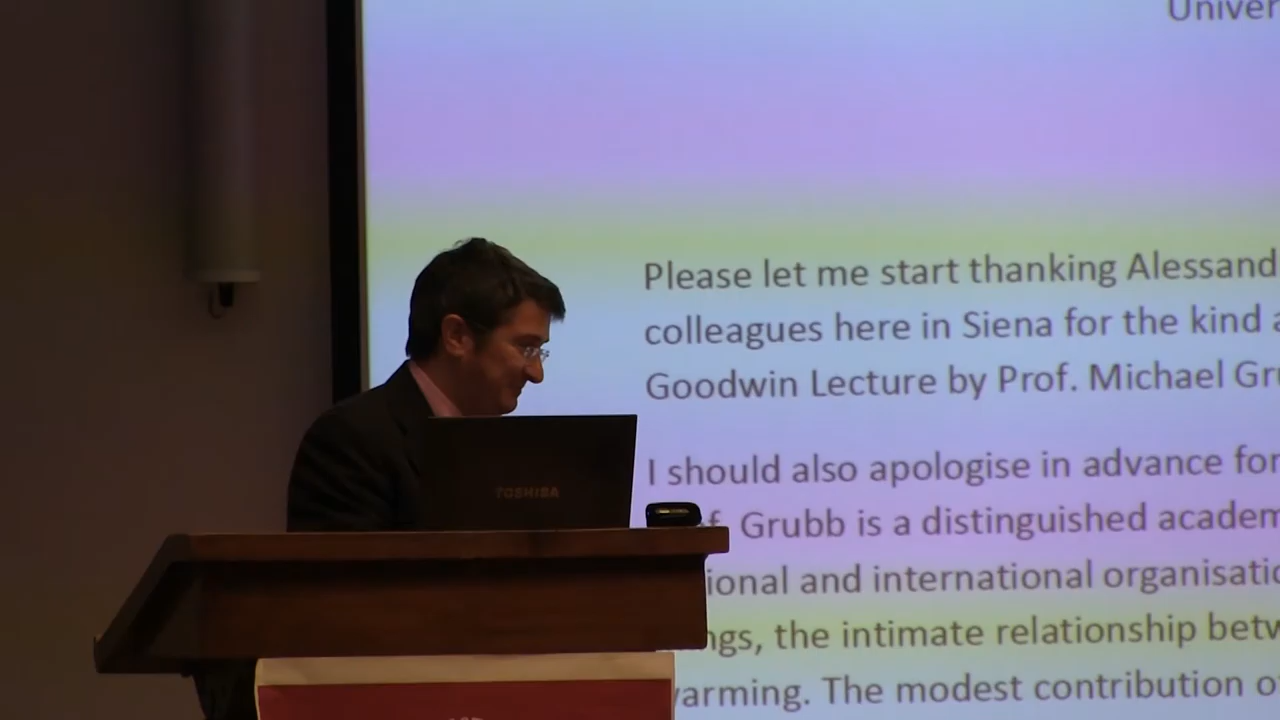 Univer
Please let me start thanking Alessand
colleagues here in Siena for the kind a
Goodwin Lecture by Prof. Michael Gru
I should also apologise in advance for
f. Grubb is a distinguished academ
ional and international organisatio
ngs, the intimate relationship betw
warming. The modest contribution of
TOSHIBA